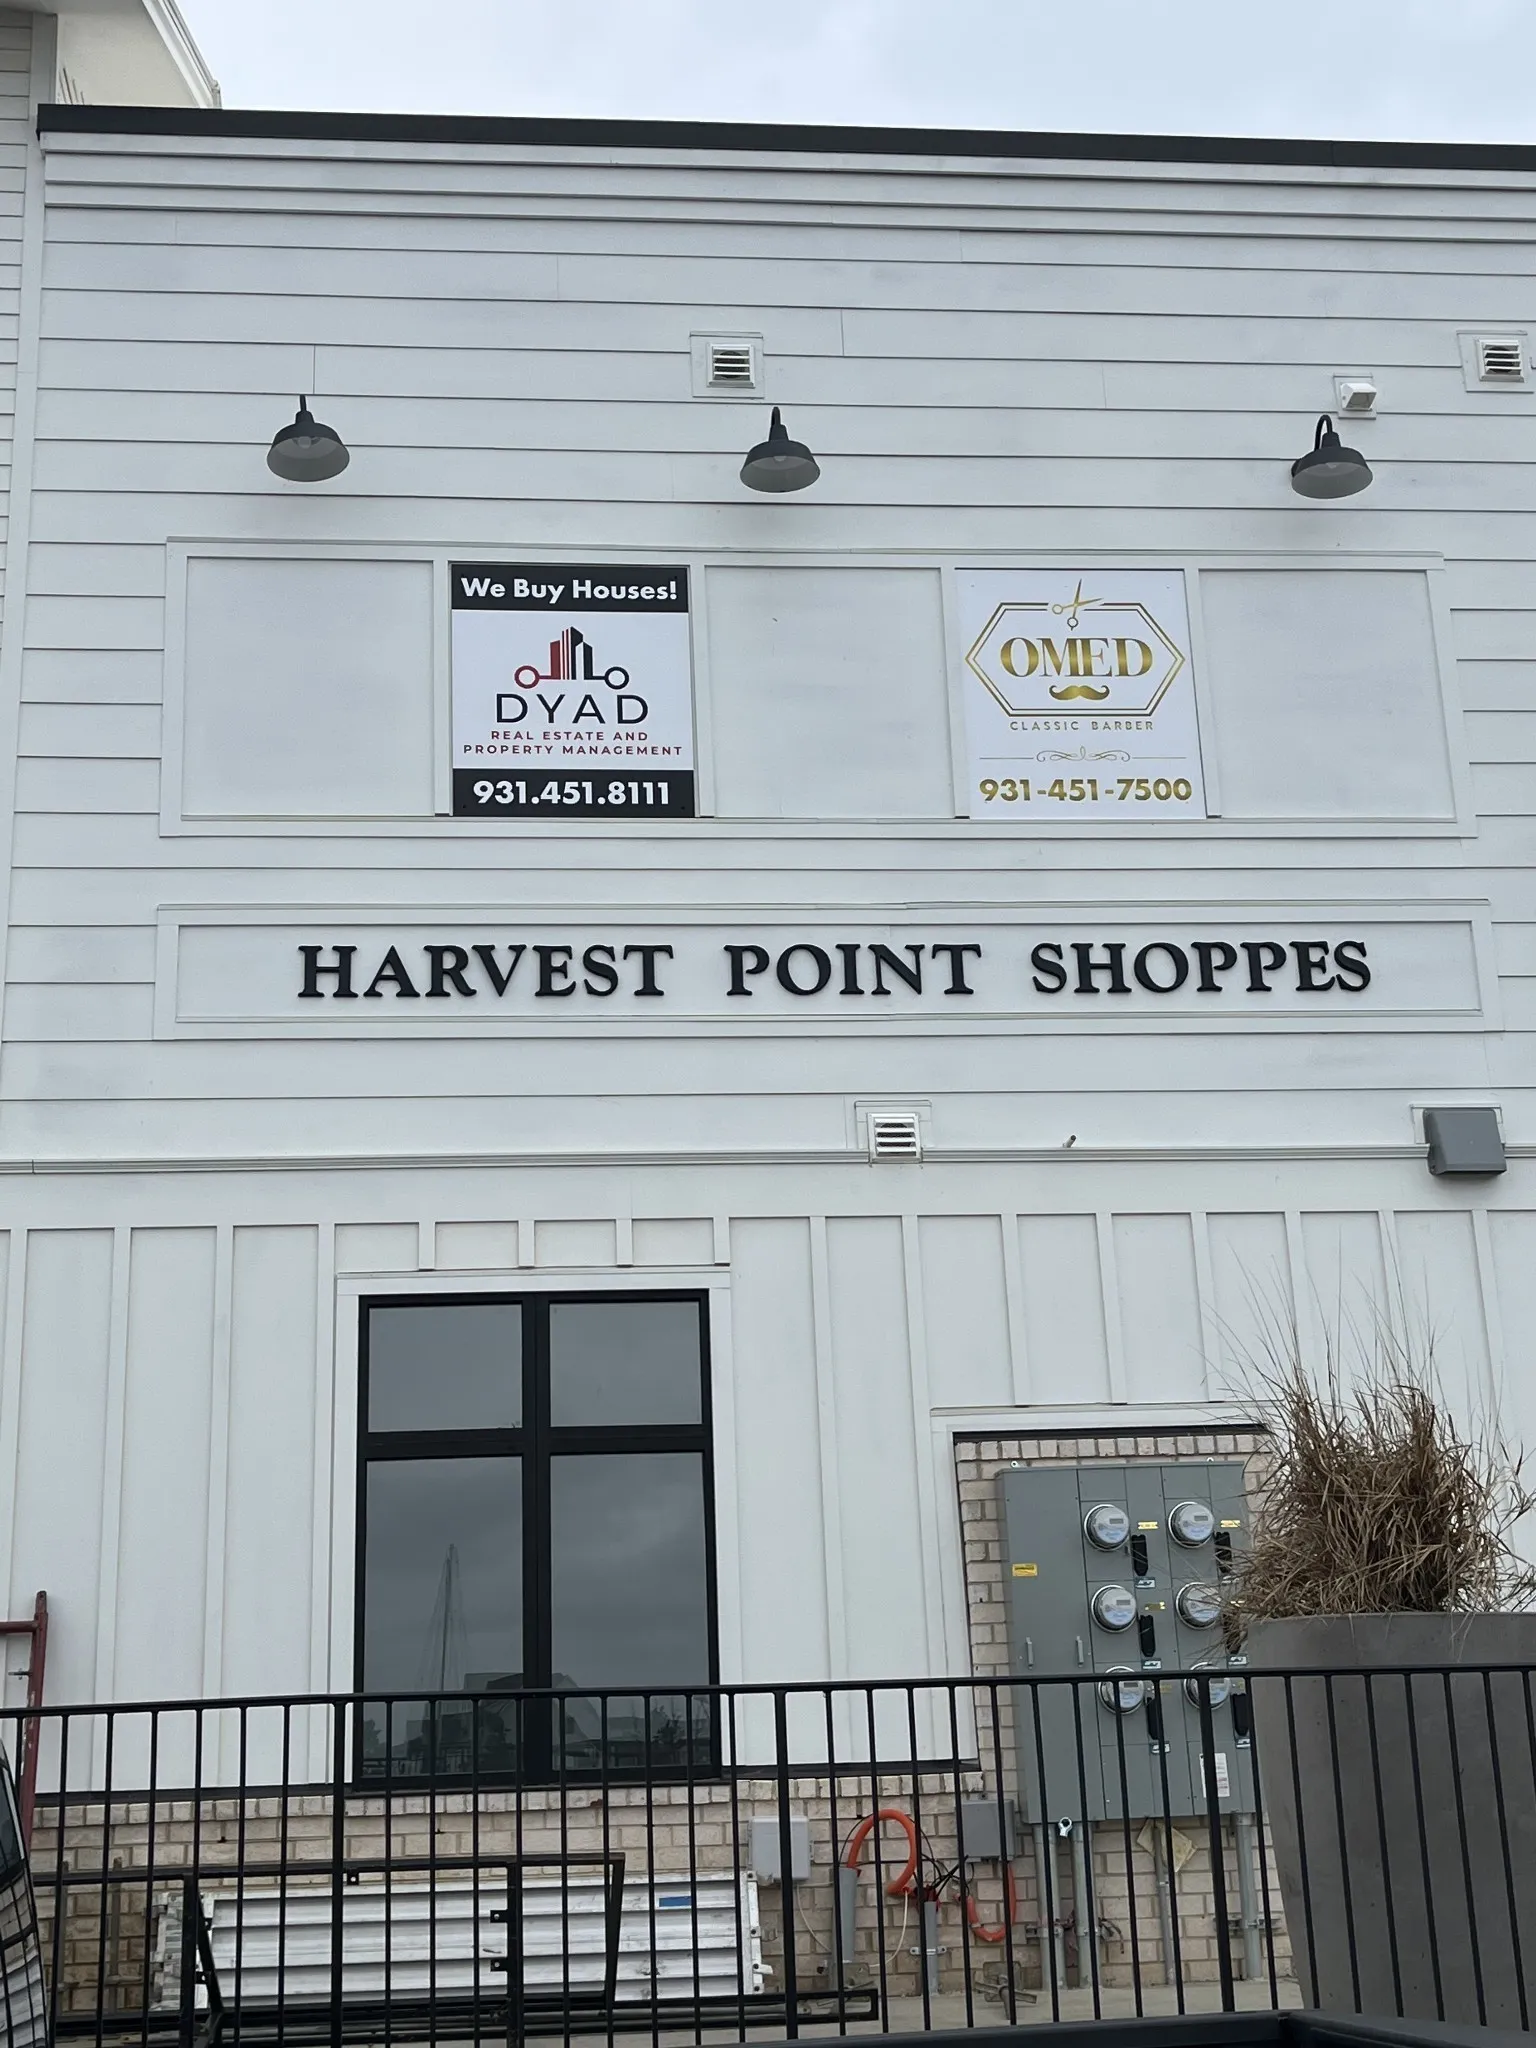 We Buy Houses!
DYAD
REAL ESTATE AND
PROPERTY MANAGEMENT
931.451.8111
OMED
CLASSIC BARBER
931-451-7500
HARVEST POINT SHOPPES